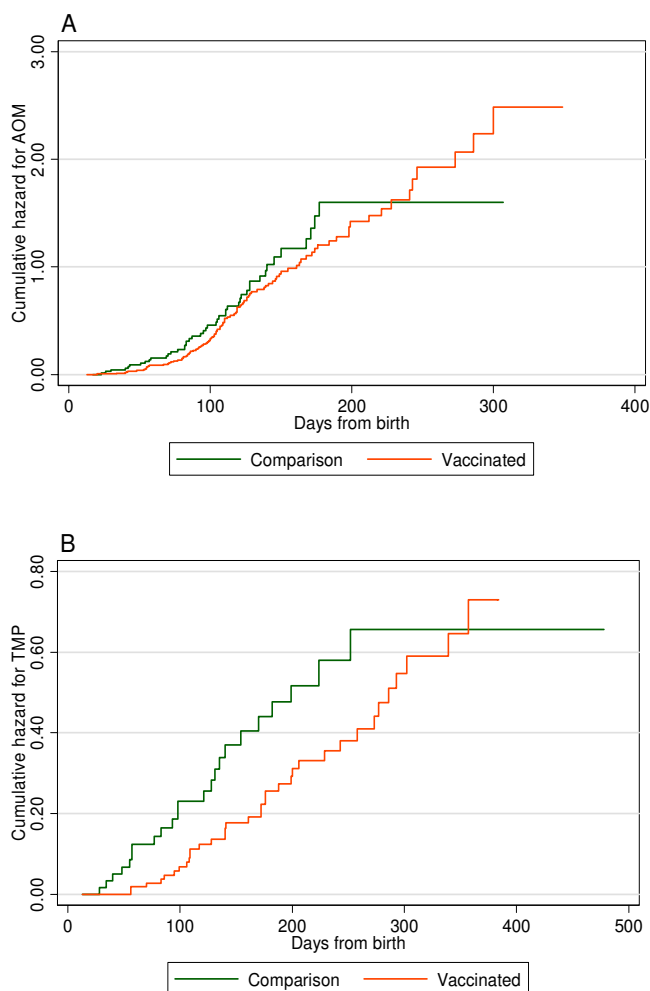 A
3.00
2.00
1.00
0.00
Cumulative hazard for AOM
0 100 200 300 400
Days from birth
Comparison Vaccinated
B
0.80
0.60
0.40
0.20
0.00
Cumulative hazard for TMP
0 100 200 300 400 500
Days from birth
Comparison Vaccinated